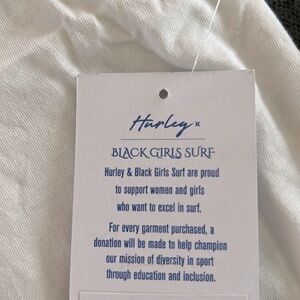 Hurley x
BLACK GIRLS SURF
Hurley & Black Girls Surf are proud
to support women and girls
who want to excel in surf.
For every garment purchased, a
donation will be made to help champion
our mission of diversity in sport
through education and inclusion.